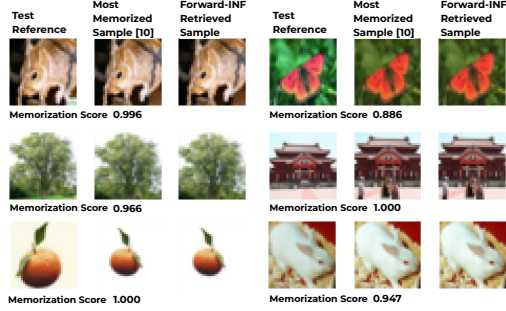 Test
Reference
Most
Memorized
Sample [10]
Forward-INF
Retrieved
Sample
Test
Reference
Most
Memorized
Sample [10]
Forward-INF
Retrieved
Sample
Memorization Score 0.996
Memorization Score 0.886
Memorization Score 0.966
Memorization Score 1.000
Memorization Score 1.000
Memorization Score 0.947